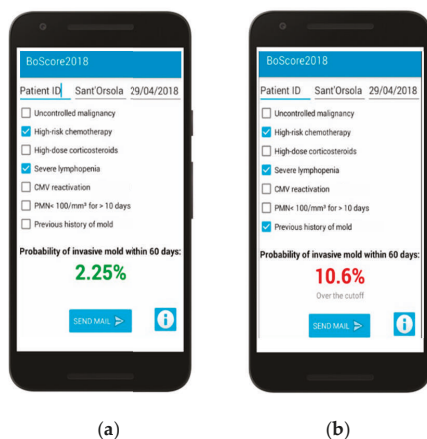 BoScore2018
Patient ID Sant'Orsola 29/04/2018
Uncontrolled malignancy
High-risk chemotherapy
High-dose corticosteroids
Severe lymphopenia
CMV reactivation
PMN< 100/mm³ for > 10 days
Previous history of mold
Probability of invasive mold within 60 days:
2.25%
SEND MAIL
(a)
BoScore2018
Patient ID Sant'Orsola 29/04/2018
Uncontrolled malignancy
High-risk chemotherapy
High-dose corticosteroids
Severe lymphopenia
CMV reactivation
PMN< 100/mm³ for > 10 days
Previous history of mold
Probability of invasive mold within 60 days:
10.6%
Over the cutoff
SEND MAIL
(b)